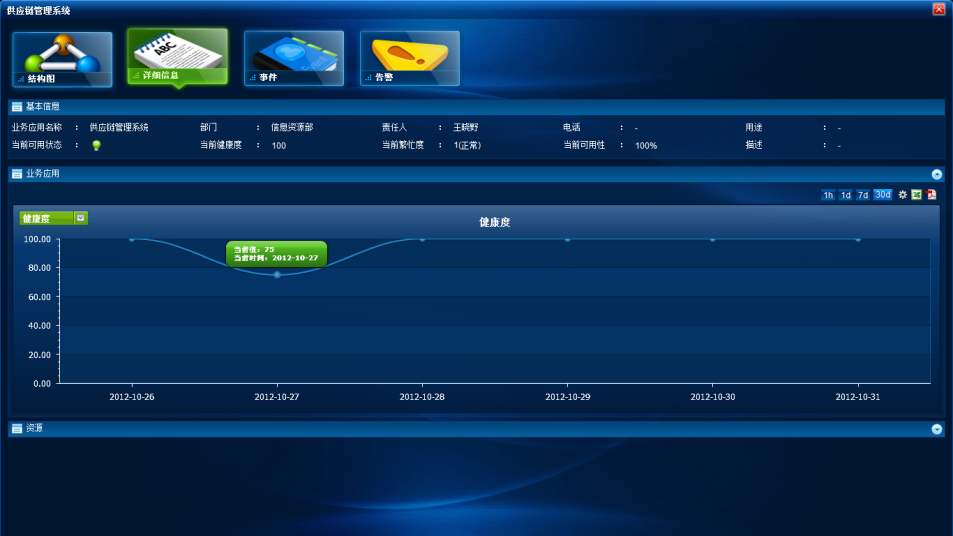 供应链管理系统
ABC
结构图 详细信息 事件 告警
基本信息
业务应用名称 : 供应链管理系统 部门 : 信息资源部 责任人 : 王晓野 电话 : - 用途 : -
当前可用状态 : 当前健康度 : 100 当前繁忙度 : 1(正常) 当前可用性 : 100% 描述 : -
业务应用
1h 1d 7d 30d
健康度
健康度
100.00
当前值: 75
当前时间: 2012-10-27
80.00
60.00
40.00
20.00
0.00
2012-10-26 2012-10-27 2012-10-28 2012-10-29 2012-10-30 2012-10-31
资源